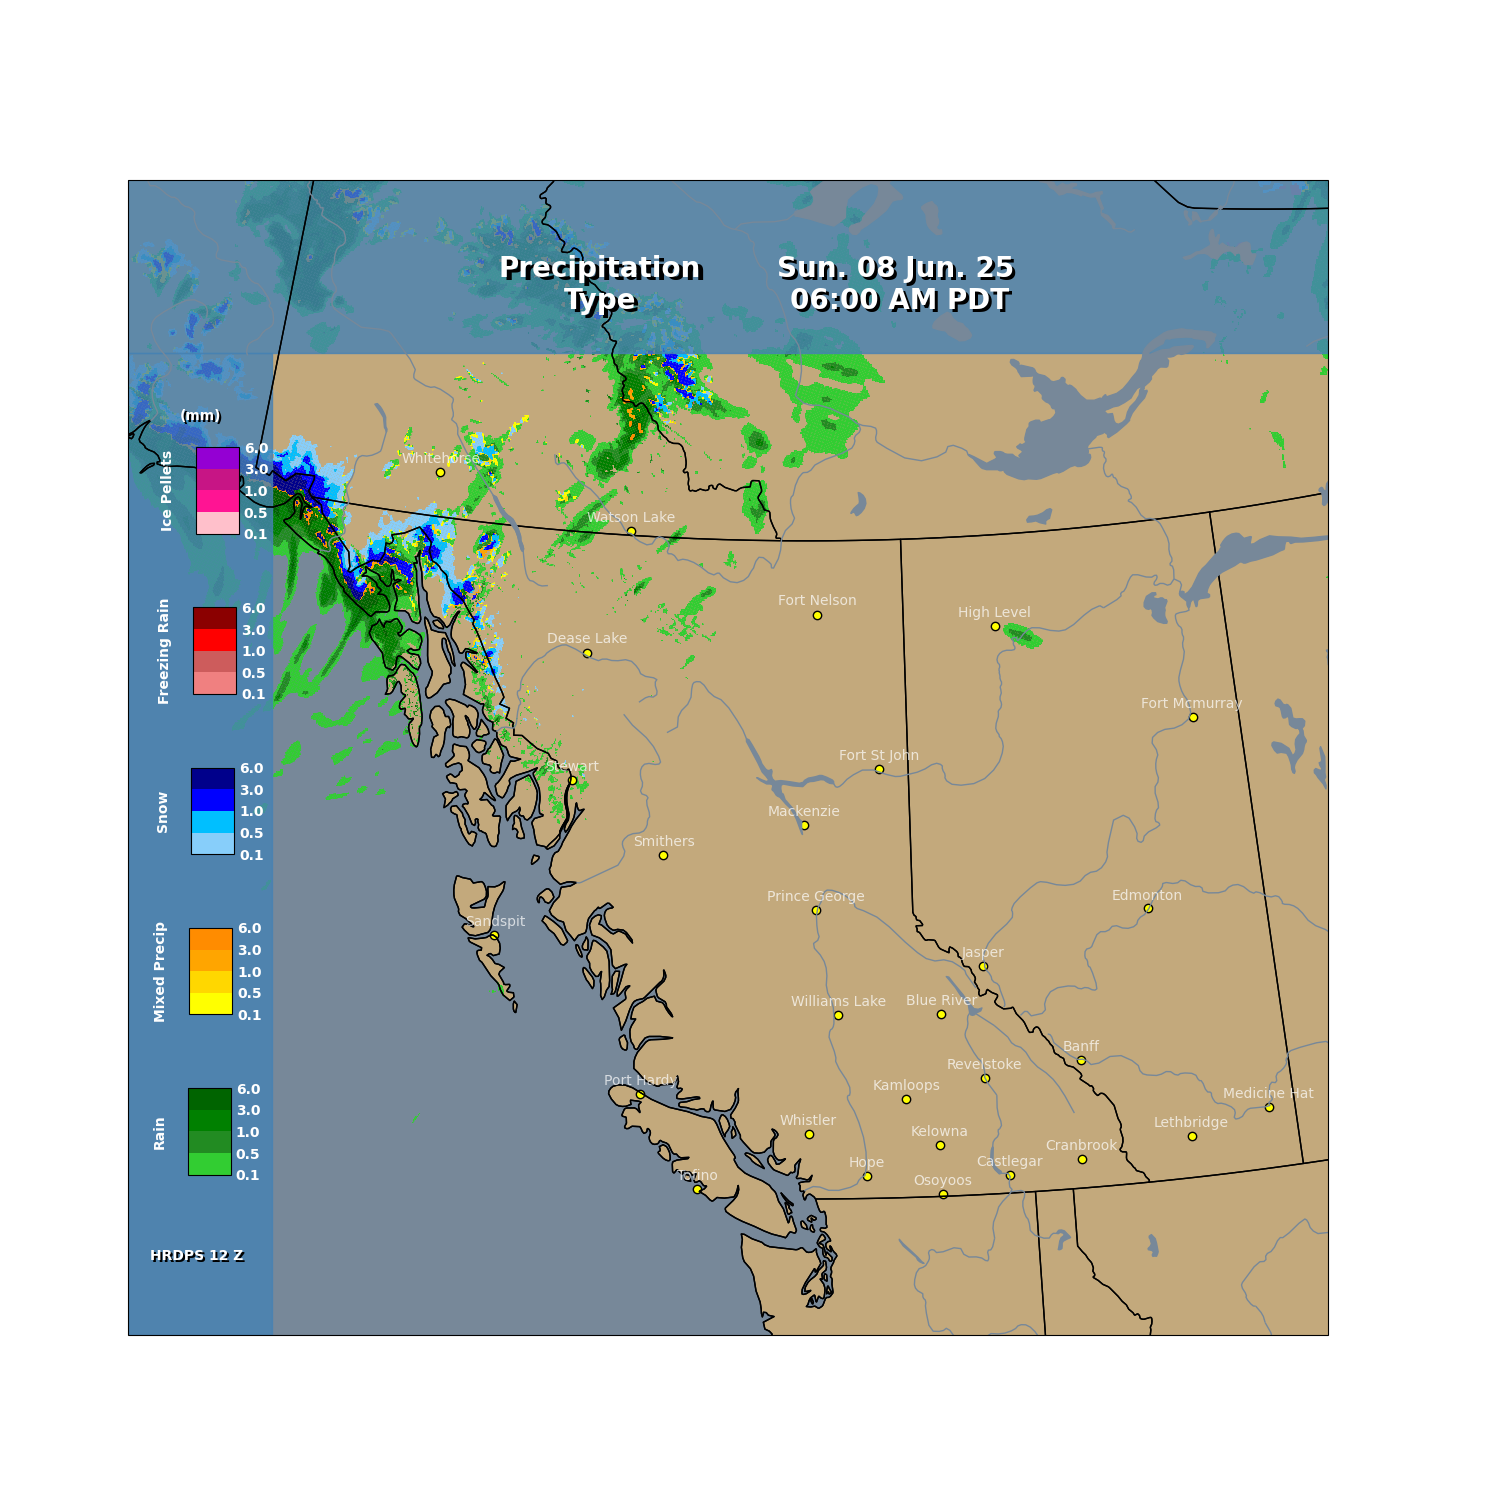 Precipitation
Type
Sun. 08 Jun. 25
06:00 AM PDT
(mm)
Ice Pellets
6.0
3.0
1.0
0.5
0.1
Freezing Rain
6.0
3.0
1.0
0.5
0.1
Snow
6.0
3.0
1.0
0.5
0.1
Mixed Precip
6.0
3.0
1.0
0.5
0.1
Rain
6.0
3.0
1.0
0.5
0.1
HRDPS 12 Z
Whitehorse
Watson Lake
Fort Nelson
High Level
Dease Lake
Fort Mcmurray
Fort St John
Stewart
Mackenzie
Smithers
Prince George
Edmonton
Sandspit
Jasper
Williams Lake
Blue River
Banff
Revelstoke
Port Hardy
Kamloops
Medicine Hat
Whistler
Lethbridge
Kelowna
Cranbrook
Hope
Castlegar
Tofino
Osoyoos